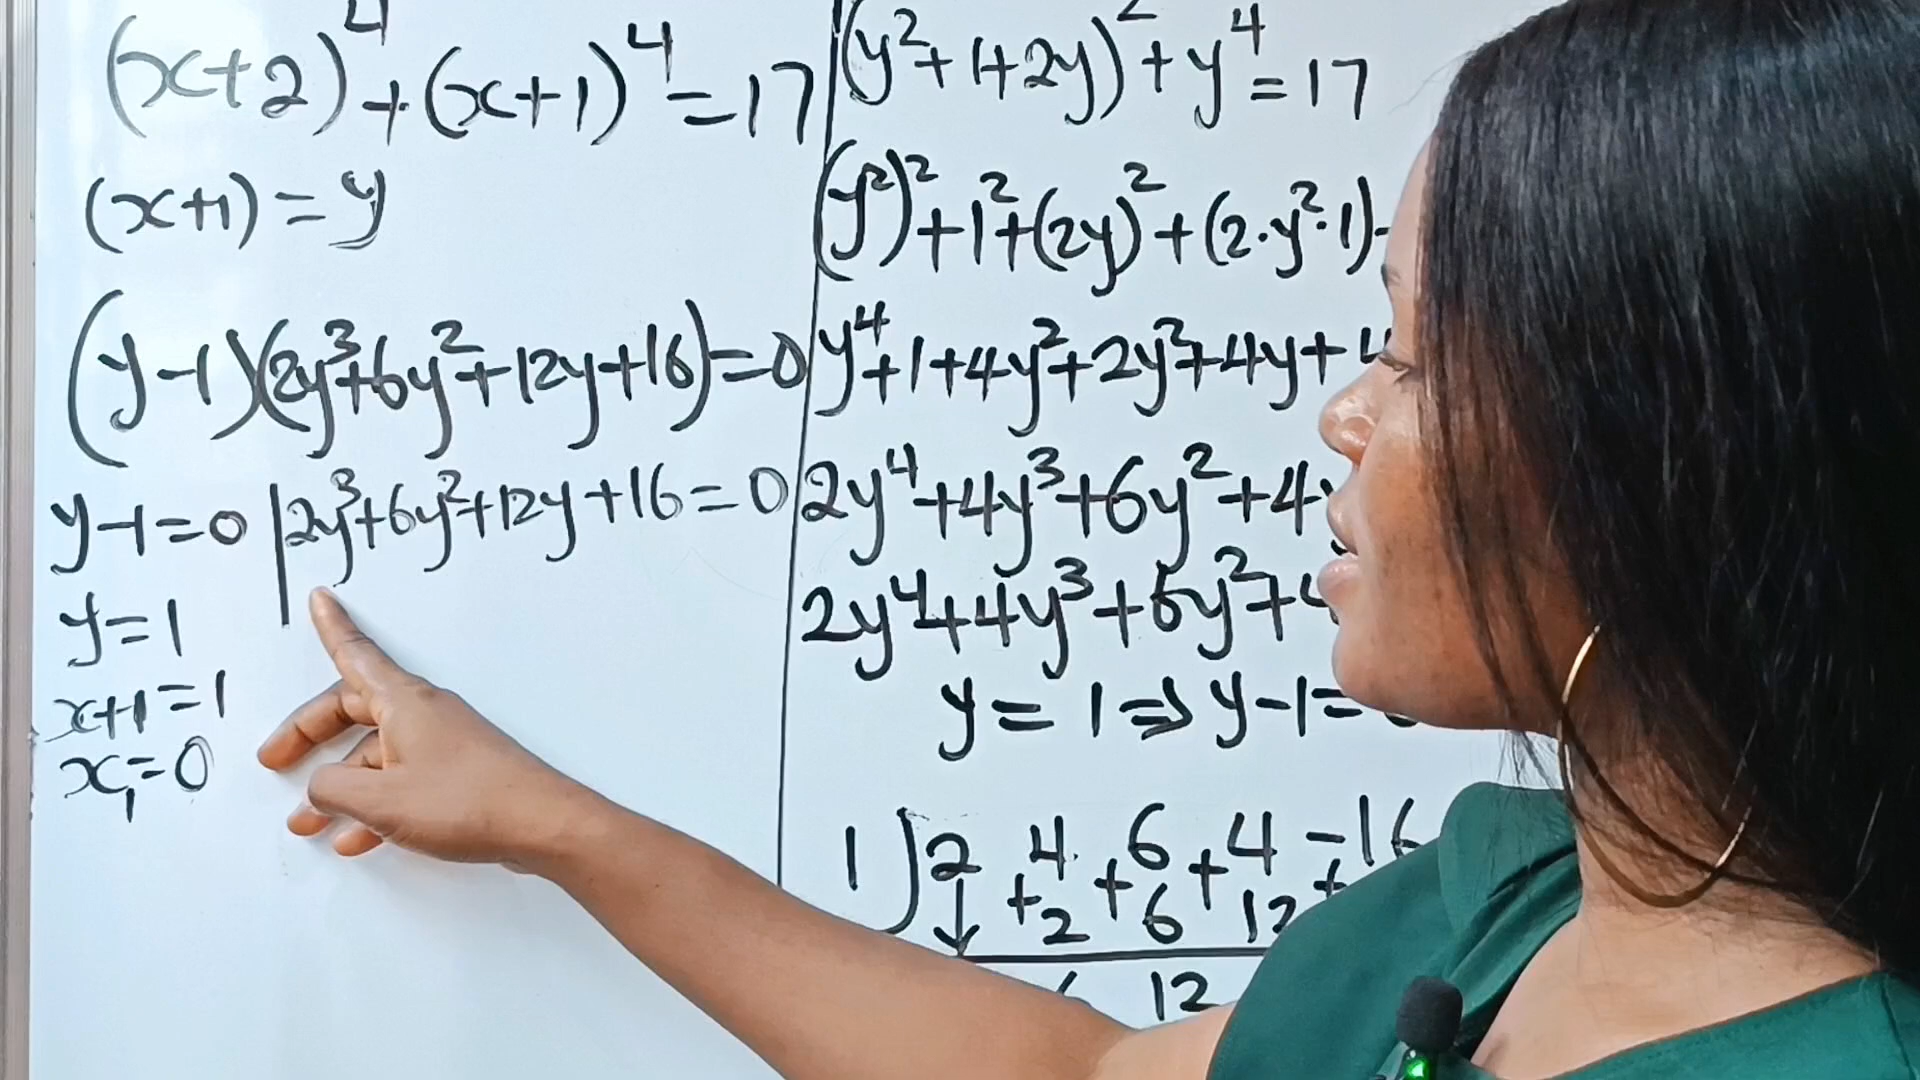 (x+2)⁴+(x+1)⁴=17
(x+1)=y
(y-1)(2y³+6y²+12y+16)=0
y-1=0 | 2y³+6y²+12y+16=0
y=1
x+1=1
x₁=0
(y²+1+2y)²+y⁴=17
(y²)²+1²+(2y)²+(2·y²·1)-
y⁴+1+4y²+2y²+4y+4
2y⁴+4y³+6y²+4y
2y⁴+4y³+6y²+4
y=1⇒y-1=
1)2 4 6 4 -16
+2 +6 +12 +
12